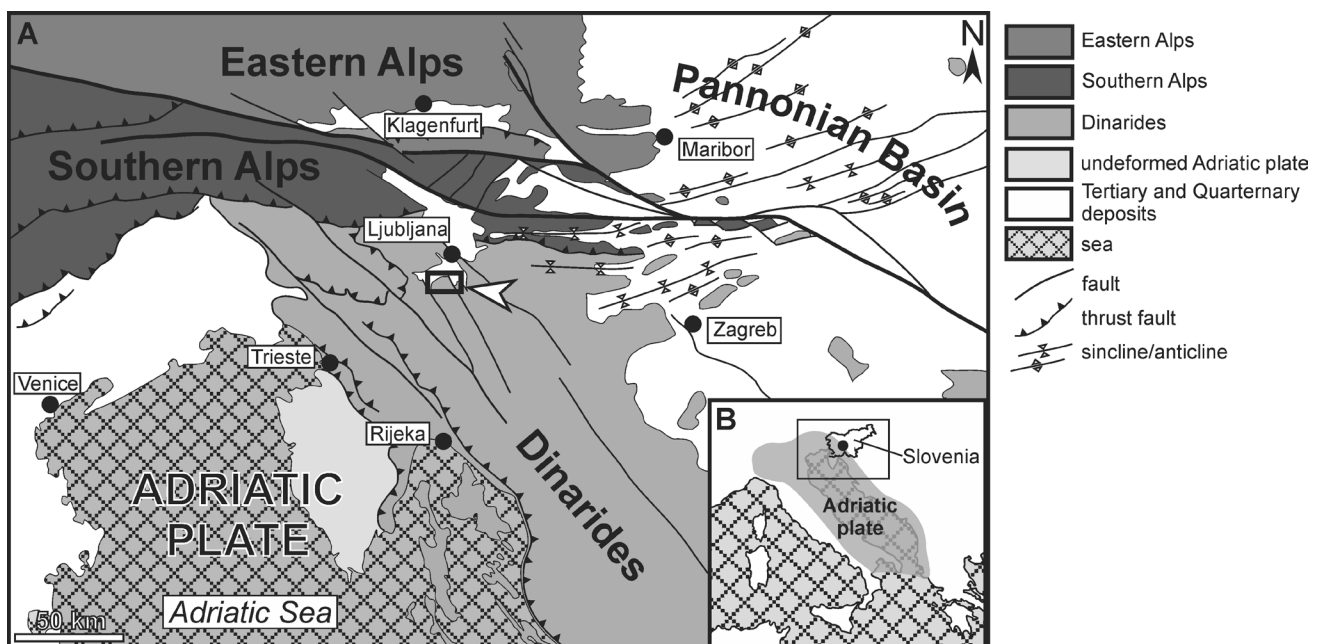 A
N
Eastern Alps
Pannonian Basin
Klagenfurt
Maribor
Southern Alps
Ljubljana
Zagreb
Trieste
Venice
Rijeka
Dinarides
ADRIATIC
PLATE
Adriatic Sea
50 km
B
Slovenia
Adriatic
plate
Eastern Alps
Southern Alps
Dinarides
undeformed Adriatic plate
Tertiary and Quarternary
deposits
sea
fault
thrust fault
sincline/anticline